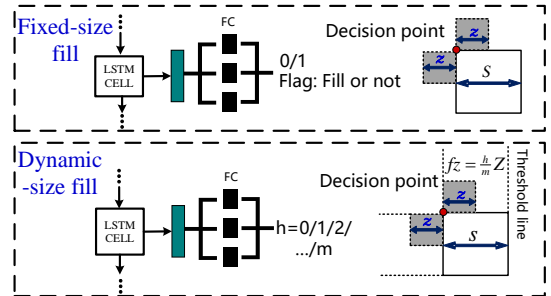 Fixed-size
fill
LSTM
CELL
FC
0/1
Flag: Fill or not
Decision point
z
z
S
Dynamic
-size fill
LSTM
CELL
FC
h=0/1/2/
.../m
Decision point
fz = h/m Z
z
z
s
Threshold line